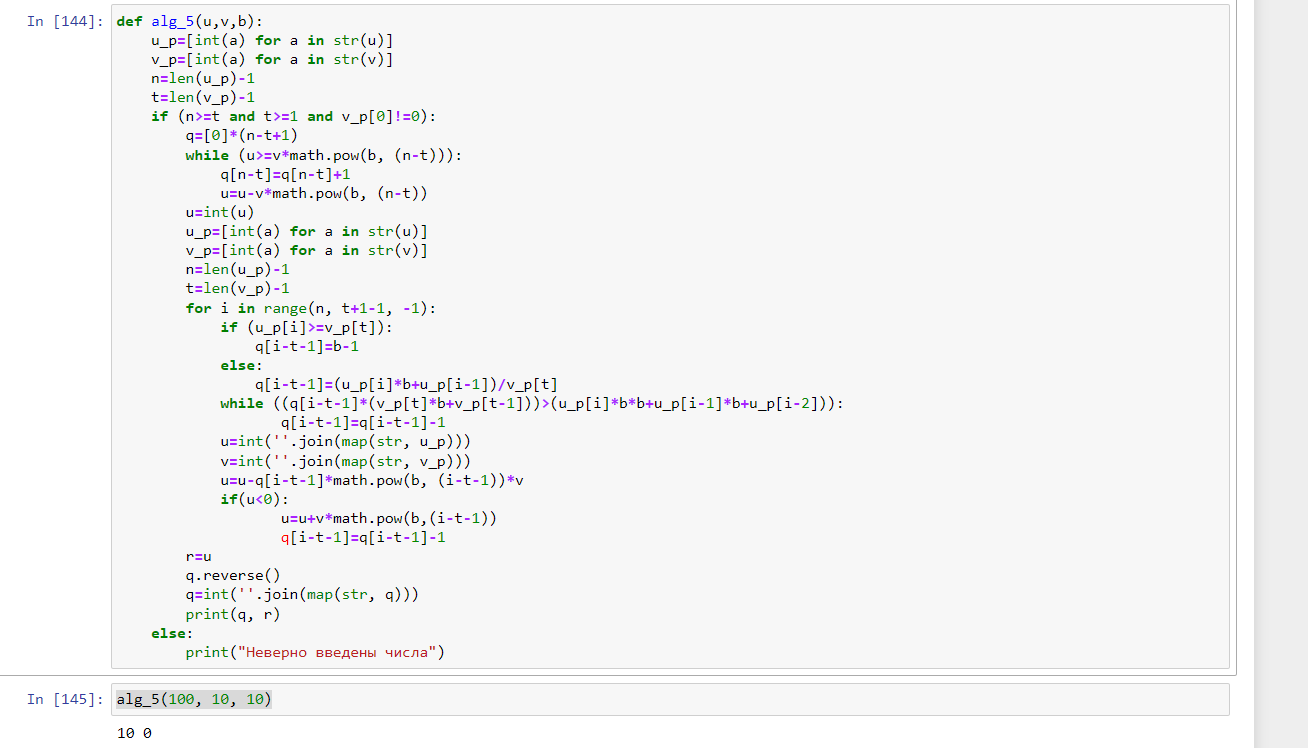 In [144]: def alg_5(u,v,b):
    u_p=[int(a) for a in str(u)]
    v_p=[int(a) for a in str(v)]
    n=len(u_p)-1
    t=len(v_p)-1
    if (n>=t and t>=1 and v_p[0]!=0):
        q=[0]*(n-t+1)
        while (u>=v*math.pow(b, (n-t))):
            q[n-t]=q[n-t]+1
            u=u-v*math.pow(b, (n-t))
        u=int(u)
        u_p=[int(a) for a in str(u)]
        v_p=[int(a) for a in str(v)]
        n=len(u_p)-1
        t=len(v_p)-1
        for i in range(n, t+1-1, -1):
            if (u_p[i]>=v_p[t]):
                q[i-t-1]=b-1
            else:
                q[i-t-1]=(u_p[i]*b+u_p[i-1])/v_p[t]
            while ((q[i-t-1]*(v_p[t]*b+v_p[t-1]))>(u_p[i]*b*b+u_p[i-1]*b+u_p[i-2])):
                   q[i-t-1]=q[i-t-1]-1
            u=int(''.join(map(str, u_p)))
            v=int(''.join(map(str, v_p)))
            u=u-q[i-t-1]*math.pow(b, (i-t-1))*v
            if(u<0):
                   u=u+v*math.pow(b,(i-t-1))
                   q[i-t-1]=q[i-t-1]-1
        r=u
        q.reverse()
        q=int(''.join(map(str, q)))
        print(q, r)
    else:
        print("Неверно введены числа")
In [145]: alg_5(100, 10, 10)
10 0